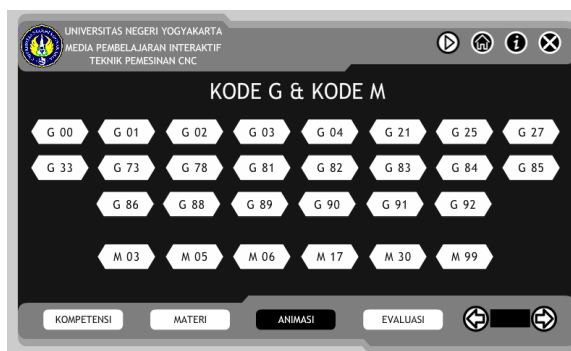 UNIVERSITAS NEGERI YOGYAKARTA
MEDIA PEMBELAJARAN INTERAKTIF
TEKNIK PEMESINAN CNC
KODE G & KODE M
G 00 G 01 G 02 G 03 G 04 G 21 G 25 G 27
G 33 G 73 G 78 G 81 G 82 G 83 G 84 G 85
G 86 G 88 G 89 G 90 G 91 G 92
M 03 M 05 M 06 M 17 M 30 M 99
KOMPETENSI MATERI ANIMASI EVALUASI